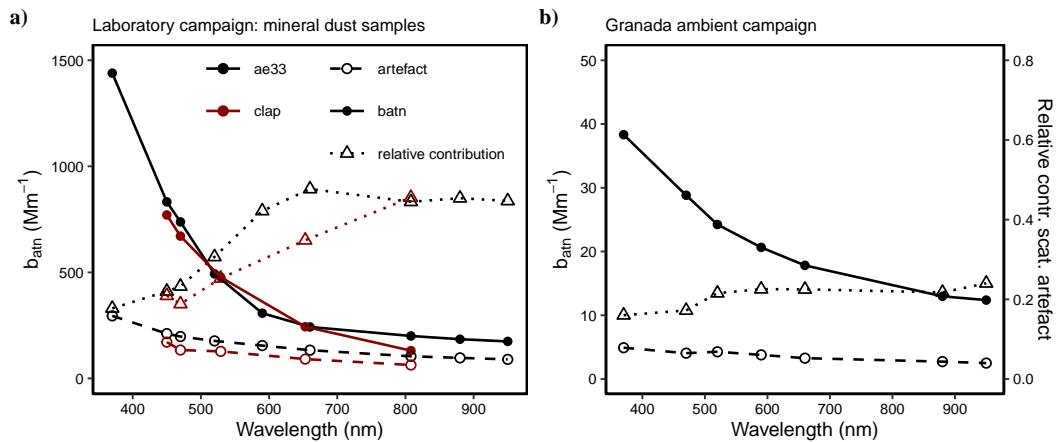 a) Laboratory campaign: mineral dust samples
1500
1000
500
0
b_atn (Mm⁻¹)
ae33
clap
artefact
batn
relative contribution
400 500 600 700 800 900
Wavelength (nm)
b) Granada ambient campaign
50
40
30
20
10
0
b_atn (Mm⁻¹)
0.8
0.6
0.4
0.2
0.0
Relative contr. scat. artefact
400 500 600 700 800 900
Wavelength (nm)